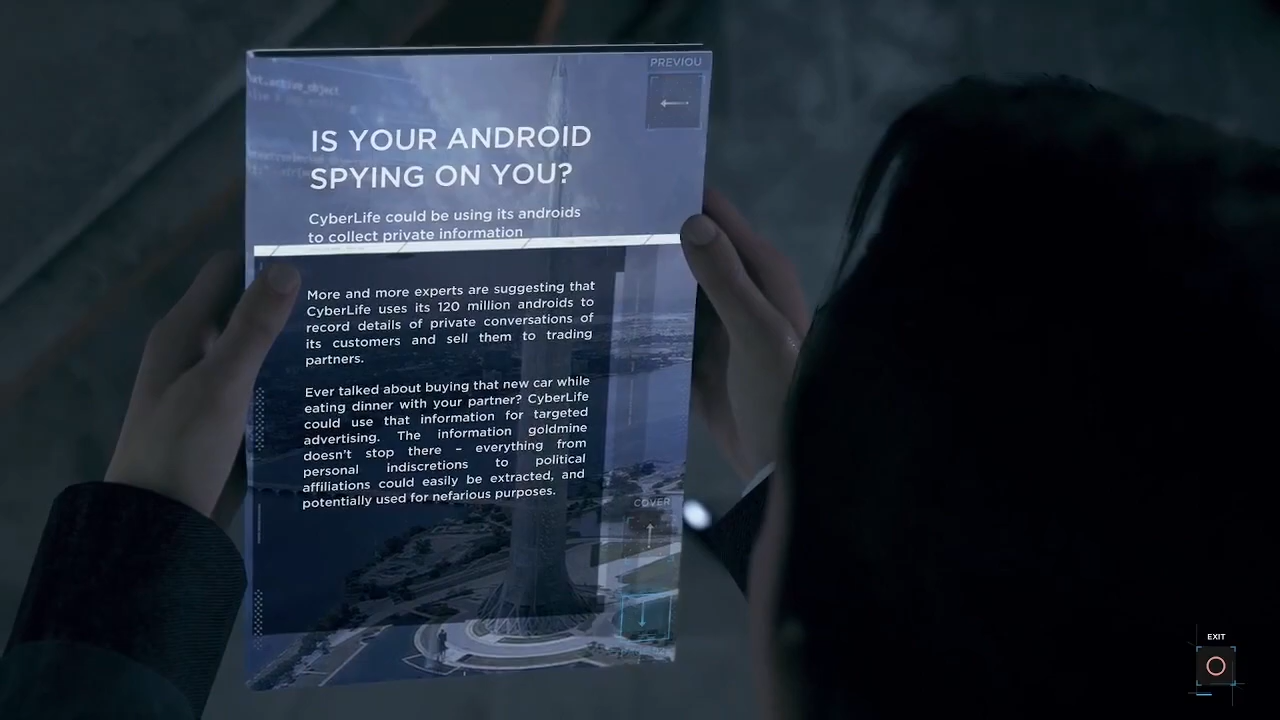 PREVIOU
IS YOUR ANDROID
SPYING ON YOU?
CyberLife could be using its androids
to collect private information
More and more experts are suggesting that
CyberLife uses its 120 million androids to
record details of private conversations of
its customers and sell them to trading
partners.
Ever talked about buying that new car while
eating dinner with your partner? CyberLife
could use that information for targeted
advertising. The information goldmine
doesn't stop there – everything from
personal indiscretions to political
affiliations could easily be extracted, and
potentially used for nefarious purposes.
COVER
EXIT